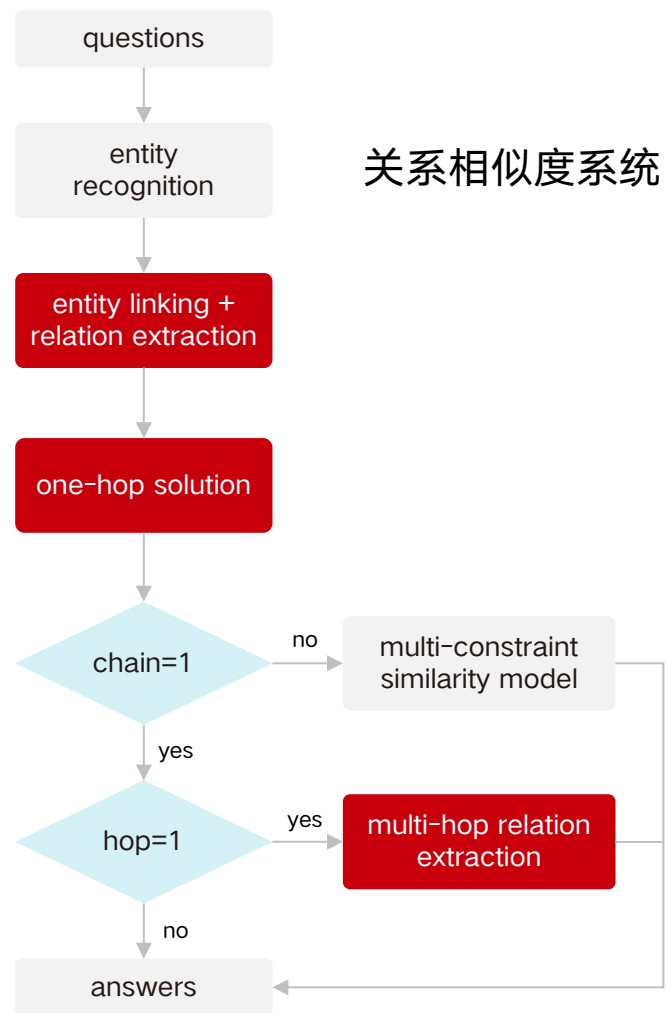 questions
entity
recognition
关系相似度系统
entity linking +
relation extraction
one-hop solution
chain=1
no
multi-constraint
similarity model
yes
hop=1
yes
multi-hop relation
extraction
no
answers